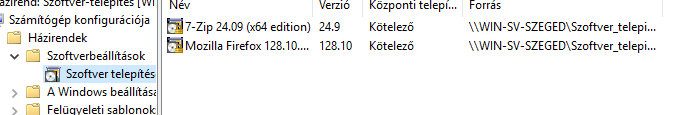 házirend: Szoftver-telepítés [WI
Számítógép konfigurációja
Házirendek
Szoftverbeállítások
Szoftver telepítés
A Windows beállítása
Felügyeleti sablonok
Név Verzió Központi telepí... Forrás
7-Zip 24.09 (x64 edition) 24.9 Kötelező \\WIN-SV-SZEGED\Szoftver_telepi...
Mozilla Firefox 128.10.... 128.10 Kötelező \\WIN-SV-SZEGED\Szoftver_telepi...